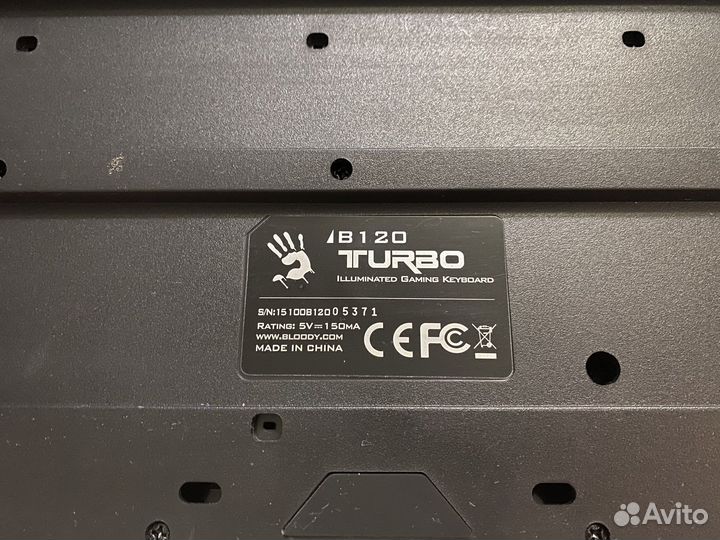 B120
TURBO
ILLUMINATED GAMING KEYBOARD
S/N:15100B12005371
RATING: 5V⎓150MA
WWW.BLOODY.COM
MADE IN CHINA
CE FC
Avito